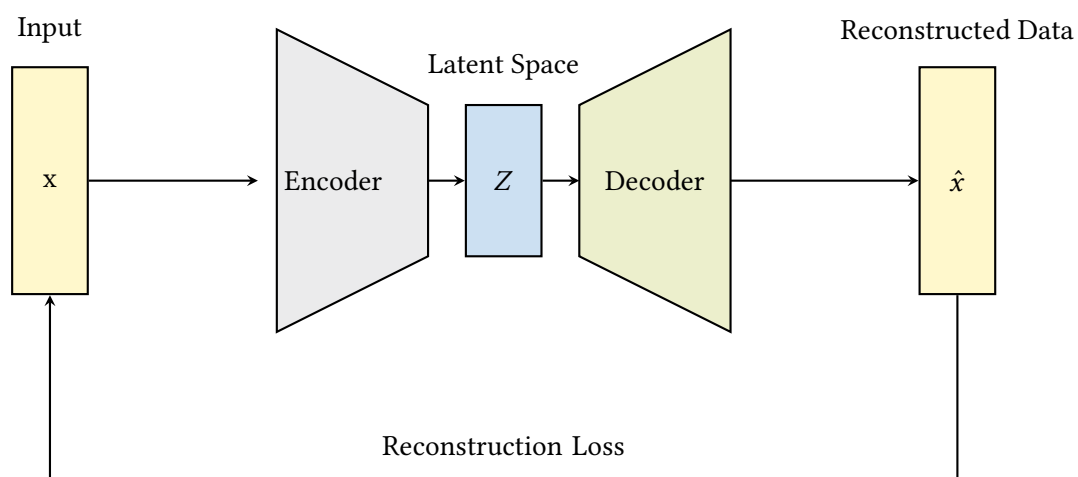 Input
Reconstructed Data
Latent Space
x
Encoder
Z
Decoder
x̂
Reconstruction Loss